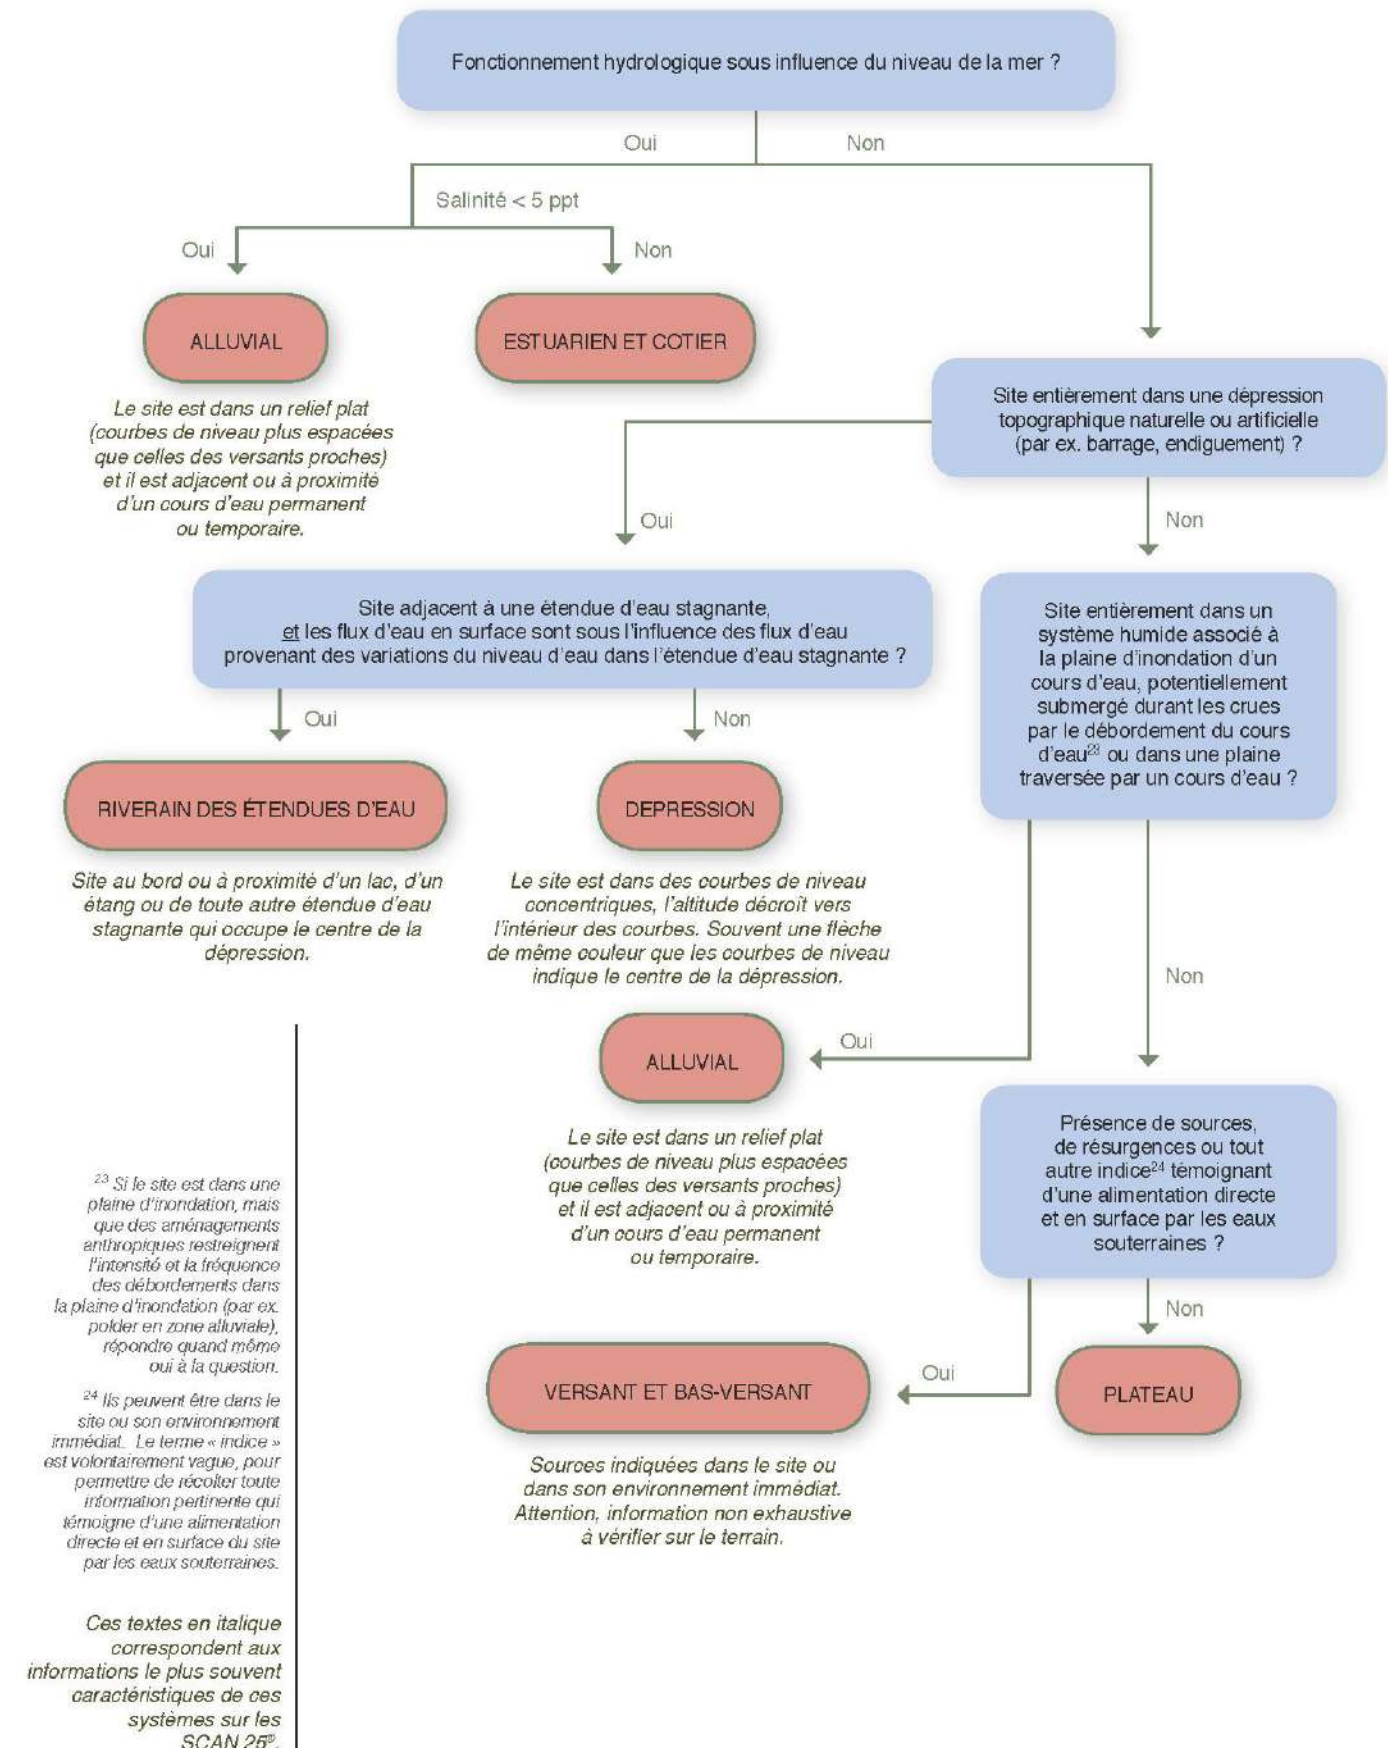 Fonctionnement hydrologique sous influence du niveau de la mer ?
Oui
Non
Salinité < 5 ppt
Oui
Non
ALLUVIAL
ESTUARIEN ET COTIER
Le site est dans un relief plat
(courbes de niveau plus espacées
que celles des versants proches)
et il est adjacent ou à proximité
d'un cours d'eau permanent
ou temporaire.
Site entièrement dans une dépression
topographique naturelle ou artificielle
(par ex. barrage, endiguement) ?
Oui
Non
Site adjacent à une étendue d'eau stagnante,
et les flux d'eau en surface sont sous l'influence des flux d'eau
provenant des variations du niveau d'eau dans l'étendue d'eau stagnante ?
Site entièrement dans un
système humide associé à
la plaine d'inondation d'un
cours d'eau, potentiellement
submergé durant les crues
par le débordement du cours
d'eau²³ ou dans une plaine
traversée par un cours d'eau ?
Oui
Non
RIVERAIN DES ÉTENDUES D'EAU
DEPRESSION
Site au bord ou à proximité d'un lac, d'un
étang ou de toute autre étendue d'eau
stagnante qui occupe le centre de la
dépression.
Le site est dans des courbes de niveau
concentriques, l'altitude décroît vers
l'intérieur des courbes. Souvent une flèche
de même couleur que les courbes de niveau
indique le centre de la dépression.
Non
Oui
ALLUVIAL
Le site est dans un relief plat
(courbes de niveau plus espacées
que celles des versants proches)
et il est adjacent ou à proximité
d'un cours d'eau permanent
ou temporaire.
Présence de sources,
de résurgences ou tout
autre indice²⁴ témoignant
d'une alimentation directe
et en surface par les eaux
souterraines ?
Non
Oui
VERSANT ET BAS-VERSANT
PLATEAU
Sources indiquées dans le site ou
dans son environnement immédiat.
Attention, information non exhaustive
à vérifier sur le terrain.
²³ Si le site est dans une
plaine d'inondation, mais
que des aménagements
anthropiques restreignent
l'intensité et la fréquence
des débordements dans
la plaine d'inondation (par ex.
polder en zone alluviale),
répondre quand même
oui à la question.
²⁴ Ils peuvent être dans le
site ou son environnement
immédiat. Le terme « indice »
est volontairement vague, pour
permettre de récolter toute
information pertinente qui
témoigne d'une alimentation
directe et en surface du site
par les eaux souterraines.
Ces textes en italique
correspondent aux
informations le plus souvent
caractéristiques de ces
systèmes sur les
SCAN 25®.